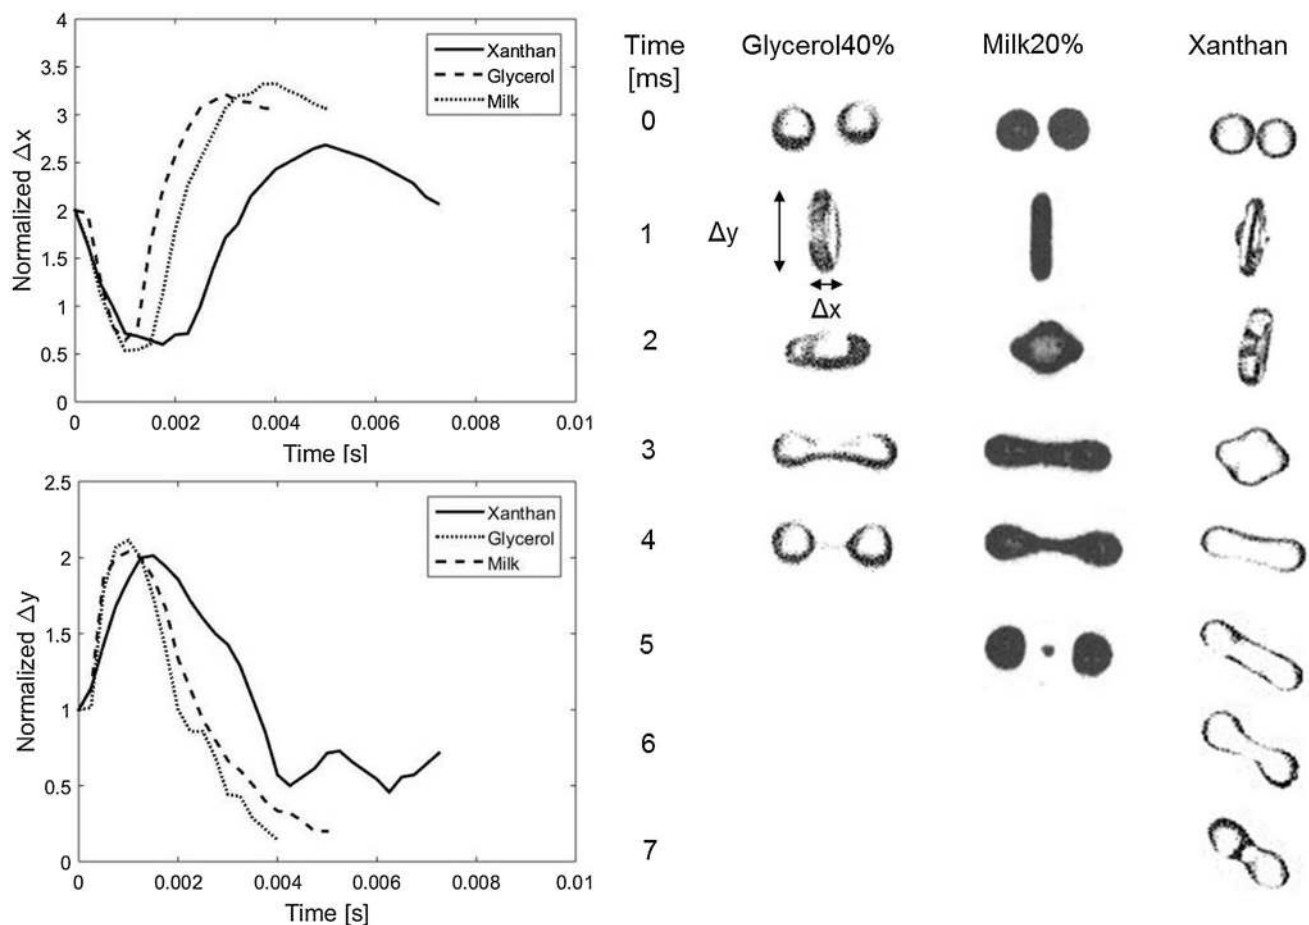 4
3.5
3
2.5
2
1.5
1
0.5
0
Normalized Δx
Xanthan
Glycerol
Milk
0 0.002 0.004 0.006 0.008 0.01
Time [s]
2.5
2
1.5
1
0.5
0
Normalized Δy
Xanthan
Glycerol
Milk
0 0.002 0.004 0.006 0.008 0.01
Time [s]
Time Glycerol40% Milk20% Xanthan
[ms]
0
1
Δy
Δx
2
3
4
5
6
7